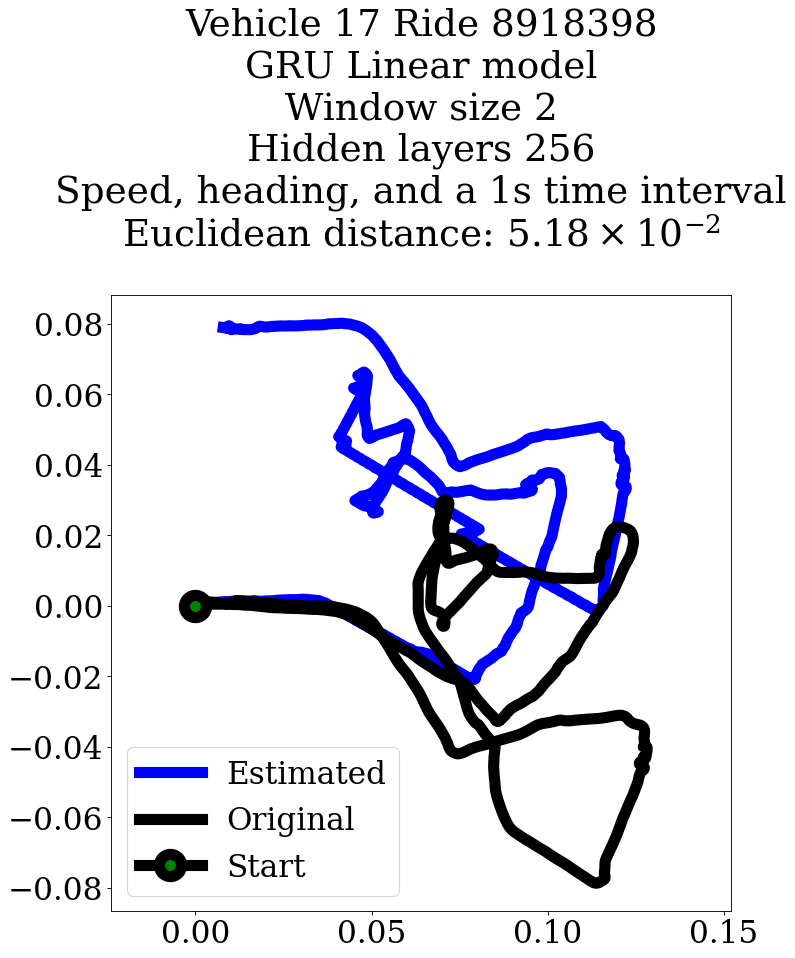 Vehicle 17 Ride 8918398
GRU Linear model
Window size 2
Hidden layers 256
Speed, heading, and a 1s time interval
Euclidean distance: 5.18 × 10⁻²
0.08
0.06
0.04
0.02
0.00
−0.02
−0.04
−0.06
−0.08
Estimated
Original
Start
0.00 0.05 0.10 0.15